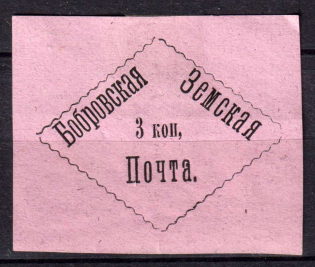 Бобровская
Земская
3 коп,
Почта.